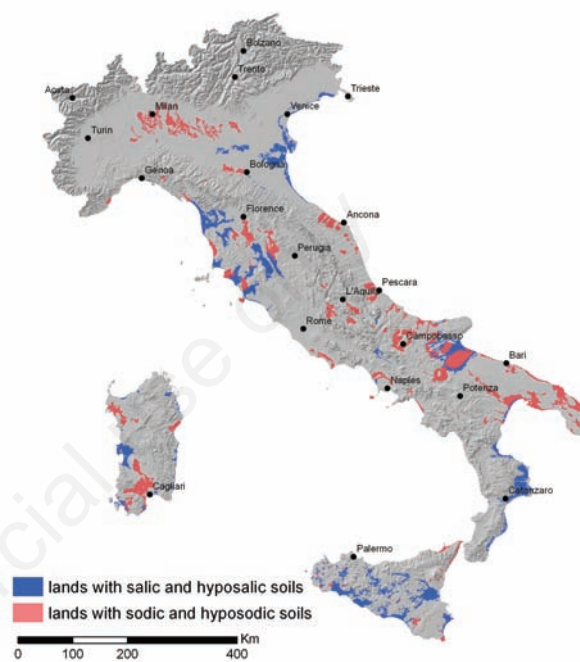 Bolzano
Trento
Aosta
Trieste
Milan
Venice
Turin
Genoa
Bologna
Florence
Ancona
Perugia
Pescara
L'Aquila
Rome
Campobasso
Bari
Naples
Potenza
Cagliari
Catanzaro
Palermo
lands with salic and hyposalic soils
lands with sodic and hyposodic soils
Km
0 100 200 400